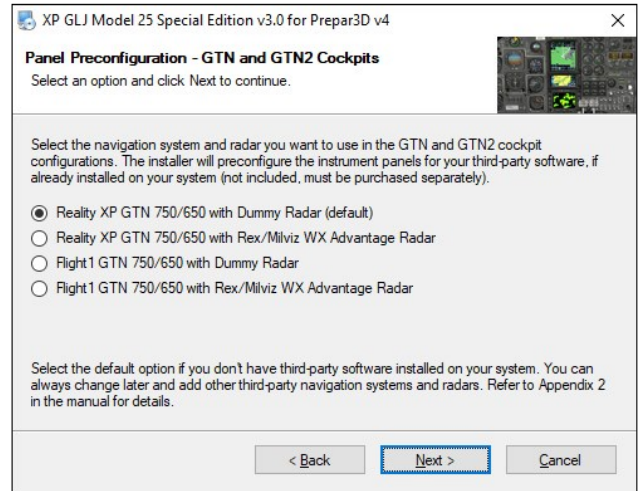 XP GLJ Model 25 Special Edition v3.0 for Prepar3D v4
Panel Preconfiguration - GTN and GTN2 Cockpits
Select an option and click Next to continue.
Select the navigation system and radar you want to use in the GTN and GTN2 cockpit
configurations. The installer will preconfigure the instrument panels for your third-party software, if
already installed on your system (not included, must be purchased separately).
Reality XP GTN 750/650 with Dummy Radar (default)
Reality XP GTN 750/650 with Rex/Milviz WX Advantage Radar
Flight1 GTN 750/650 with Dummy Radar
Flight1 GTN 750/650 with Rex/Milviz WX Advantage Radar
Select the default option if you don't have third-party software installed on your system. You can
always change later and add other third-party navigation systems and radars. Refer to Appendix 2
in the manual for details.
< Back Next > Cancel